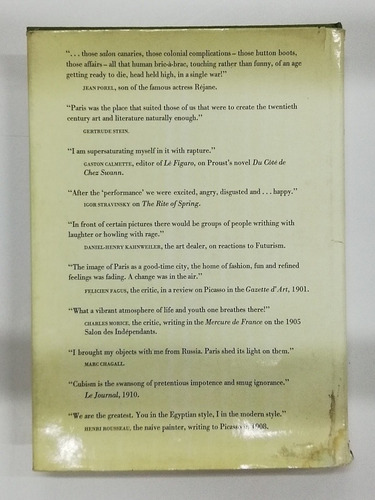 ". . . those salon canaries, those colonial complications – those button boots,
those affairs – all that human bric-à-brac, touching rather than funny, of an age
getting ready to die, head held high, in a single war!"
JEAN POREL, son of the famous actress Réjane.
"Paris was the place that suited those of us that were to create the twentieth
century art and literature naturally enough."
GERTRUDE STEIN.
"I am supersaturating myself in it with rapture."
GASTON CALMETTE, editor of Lé Figaro, on Proust's novel Du Côté de
Chez Swann.
"After the 'performance' we were excited, angry, disgusted and . . . happy."
IGOR STRAVINSKY on The Rite of Spring.
"In front of certain pictures there would be groups of people writhing with
laughter or howling with rage."
DANIEL-HENRY KAHNWEILER, the art dealer, on reactions to Futurism.
"The image of Paris as a good-time city, the home of fashion, fun and refined
feelings was fading. A change was in the air."
FELICIEN FAGUS, the critic, in a review on Picasso in the Gazette d'Art, 1901.
"What a vibrant atmosphere of life and youth one breathes there!"
CHARLES MORICE, the critic, writing in the Mercure de France on the 1905
Salon des Indépendants.
"I brought my objects with me from Russia. Paris shed its light on them."
MARC CHAGALL.
"Cubism is the swansong of pretentious impotence and smug ignorance."
Le Journal, 1910.
"We are the greatest. You in the Egyptian style, I in the modern style."
HENRI ROUSSEAU, the naive painter, writing to Picasso in 1908.